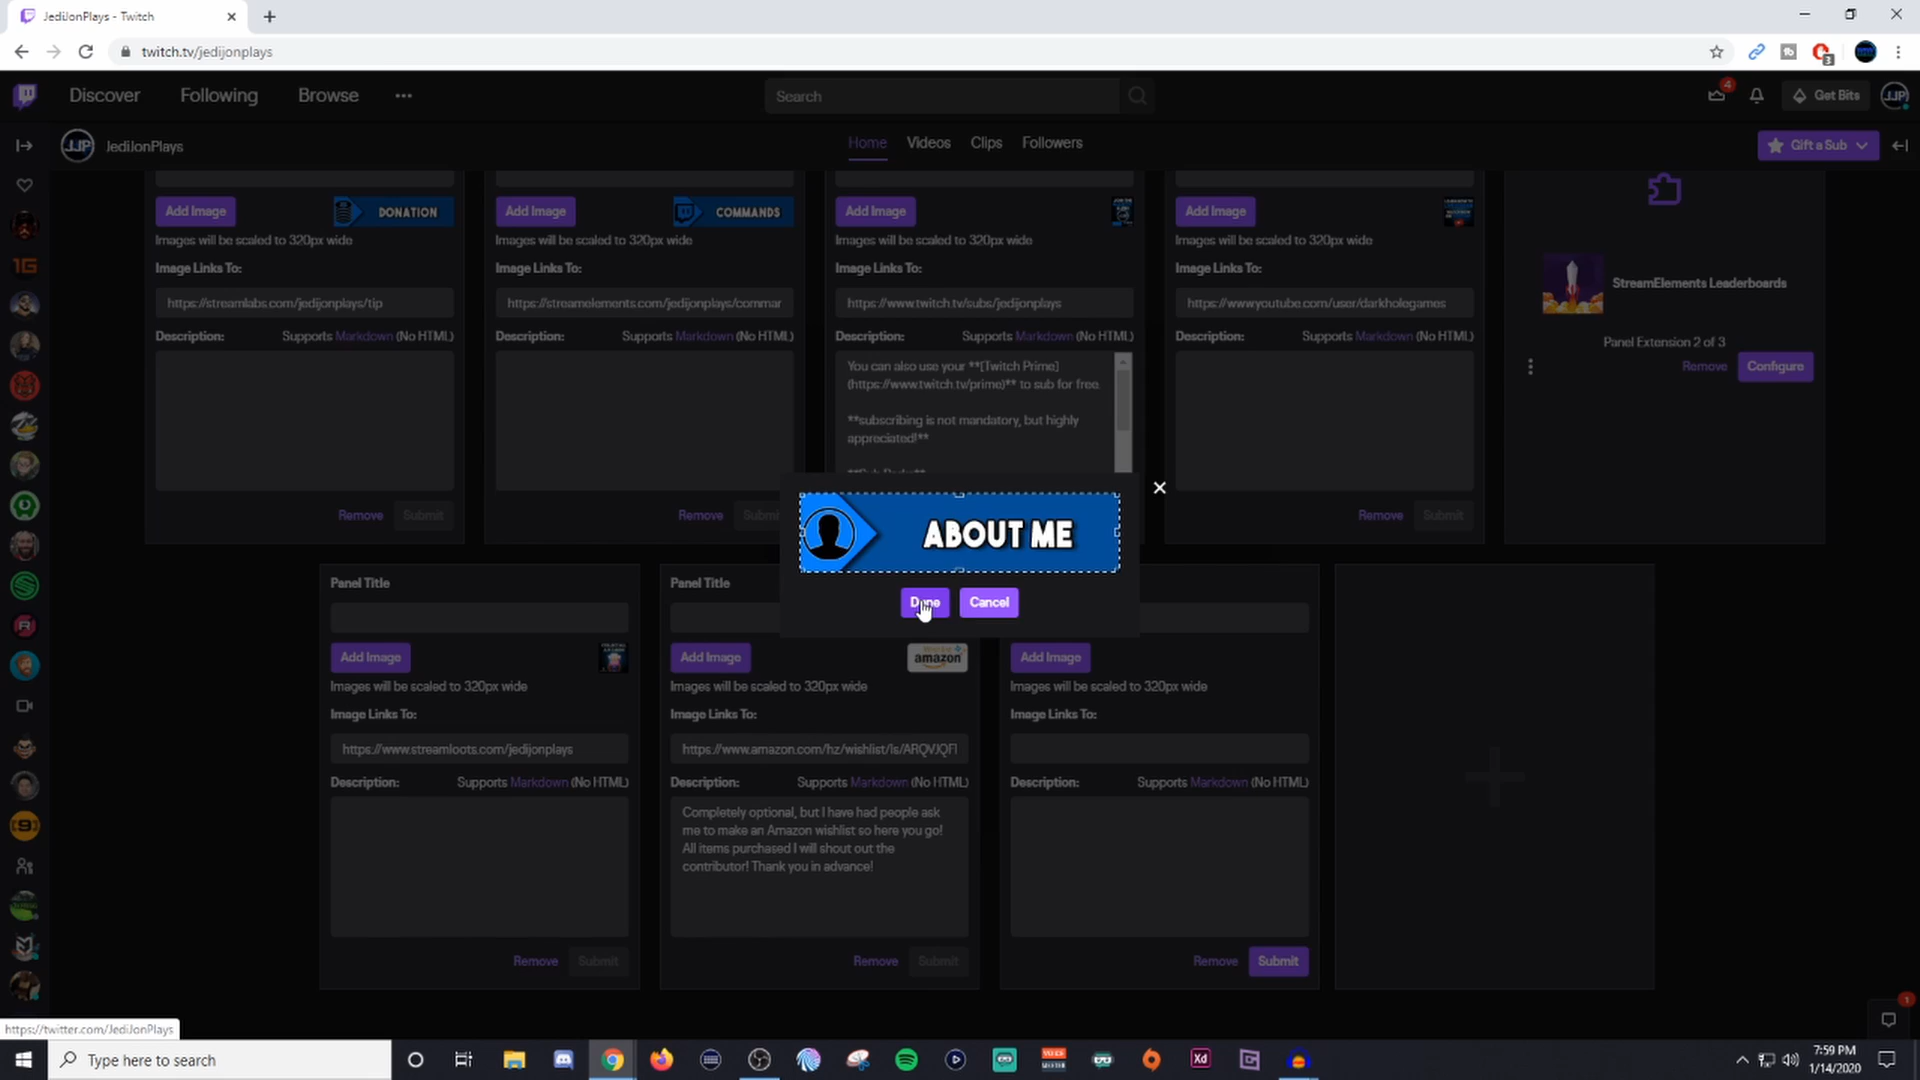 JediJonPlays - Twitch
twitch.tv/jedijonplays
3
Discover
Following
Browse
Search
4
Get Bits
JJP
JJP
JediJonPlays
Home
Videos
Clips
Followers
Gift a Sub
Add Image
DONATION
Images will be scaled to 320px wide
Image Links To:
https://streamlabs.com/jedijonplays/tip
Description:
Supports Markdown (No HTML)
Remove
Submit
Add Image
COMMANDS
Images will be scaled to 320px wide
Image Links To:
https://streamelements.com/jedijonplays/commar
Description:
Supports Markdown (No HTML)
Remove
Submi
Add Image
Images will be scaled to 320px wide
Image Links To:
https://www.twitch.tv/subs/jedijonplays
Description:
Supports Markdown (No HTML)
You can also use your **[Twitch Prime]
(https://www.twitch.tv/prime)** to sub for free.
**subscribing is not mandatory, but highly
appreciated!**
Add Image
Images will be scaled to 320px wide
Image Links To:
https://www.youtube.com/user/darkholegames
Description:
Supports Markdown (No HTML)
Remove
Submit
StreamElements Leaderboards
Panel Extension 2 of 3
Remove
Configure
ABOUT ME
Done
Cancel
Panel Title
Add Image
Images will be scaled to 320px wide
Image Links To:
https://www.streamloots.com/jedijonplays
Description:
Supports Markdown (No HTML)
Remove
Submit
Panel Title
Add Image
amazon
Images will be scaled to 320px wide
Image Links To:
https://www.amazon.com/hz/wishlist/ls/ARQVJQFI
Description:
Supports Markdown (No HTML)
Completely optional, but I have had people ask
me to make an Amazon wishlist so here you go!
All items purchased I will shout out the
contributor! Thank you in advance!
Remove
Submit
Add Image
Images will be scaled to 320px wide
Image Links To:
Description:
Supports Markdown (No HTML)
Remove
Submit
1G
R
9
1
https://twitter.com/JediJonPlays
Type here to search
Xd
7:59 PM
1/14/2020